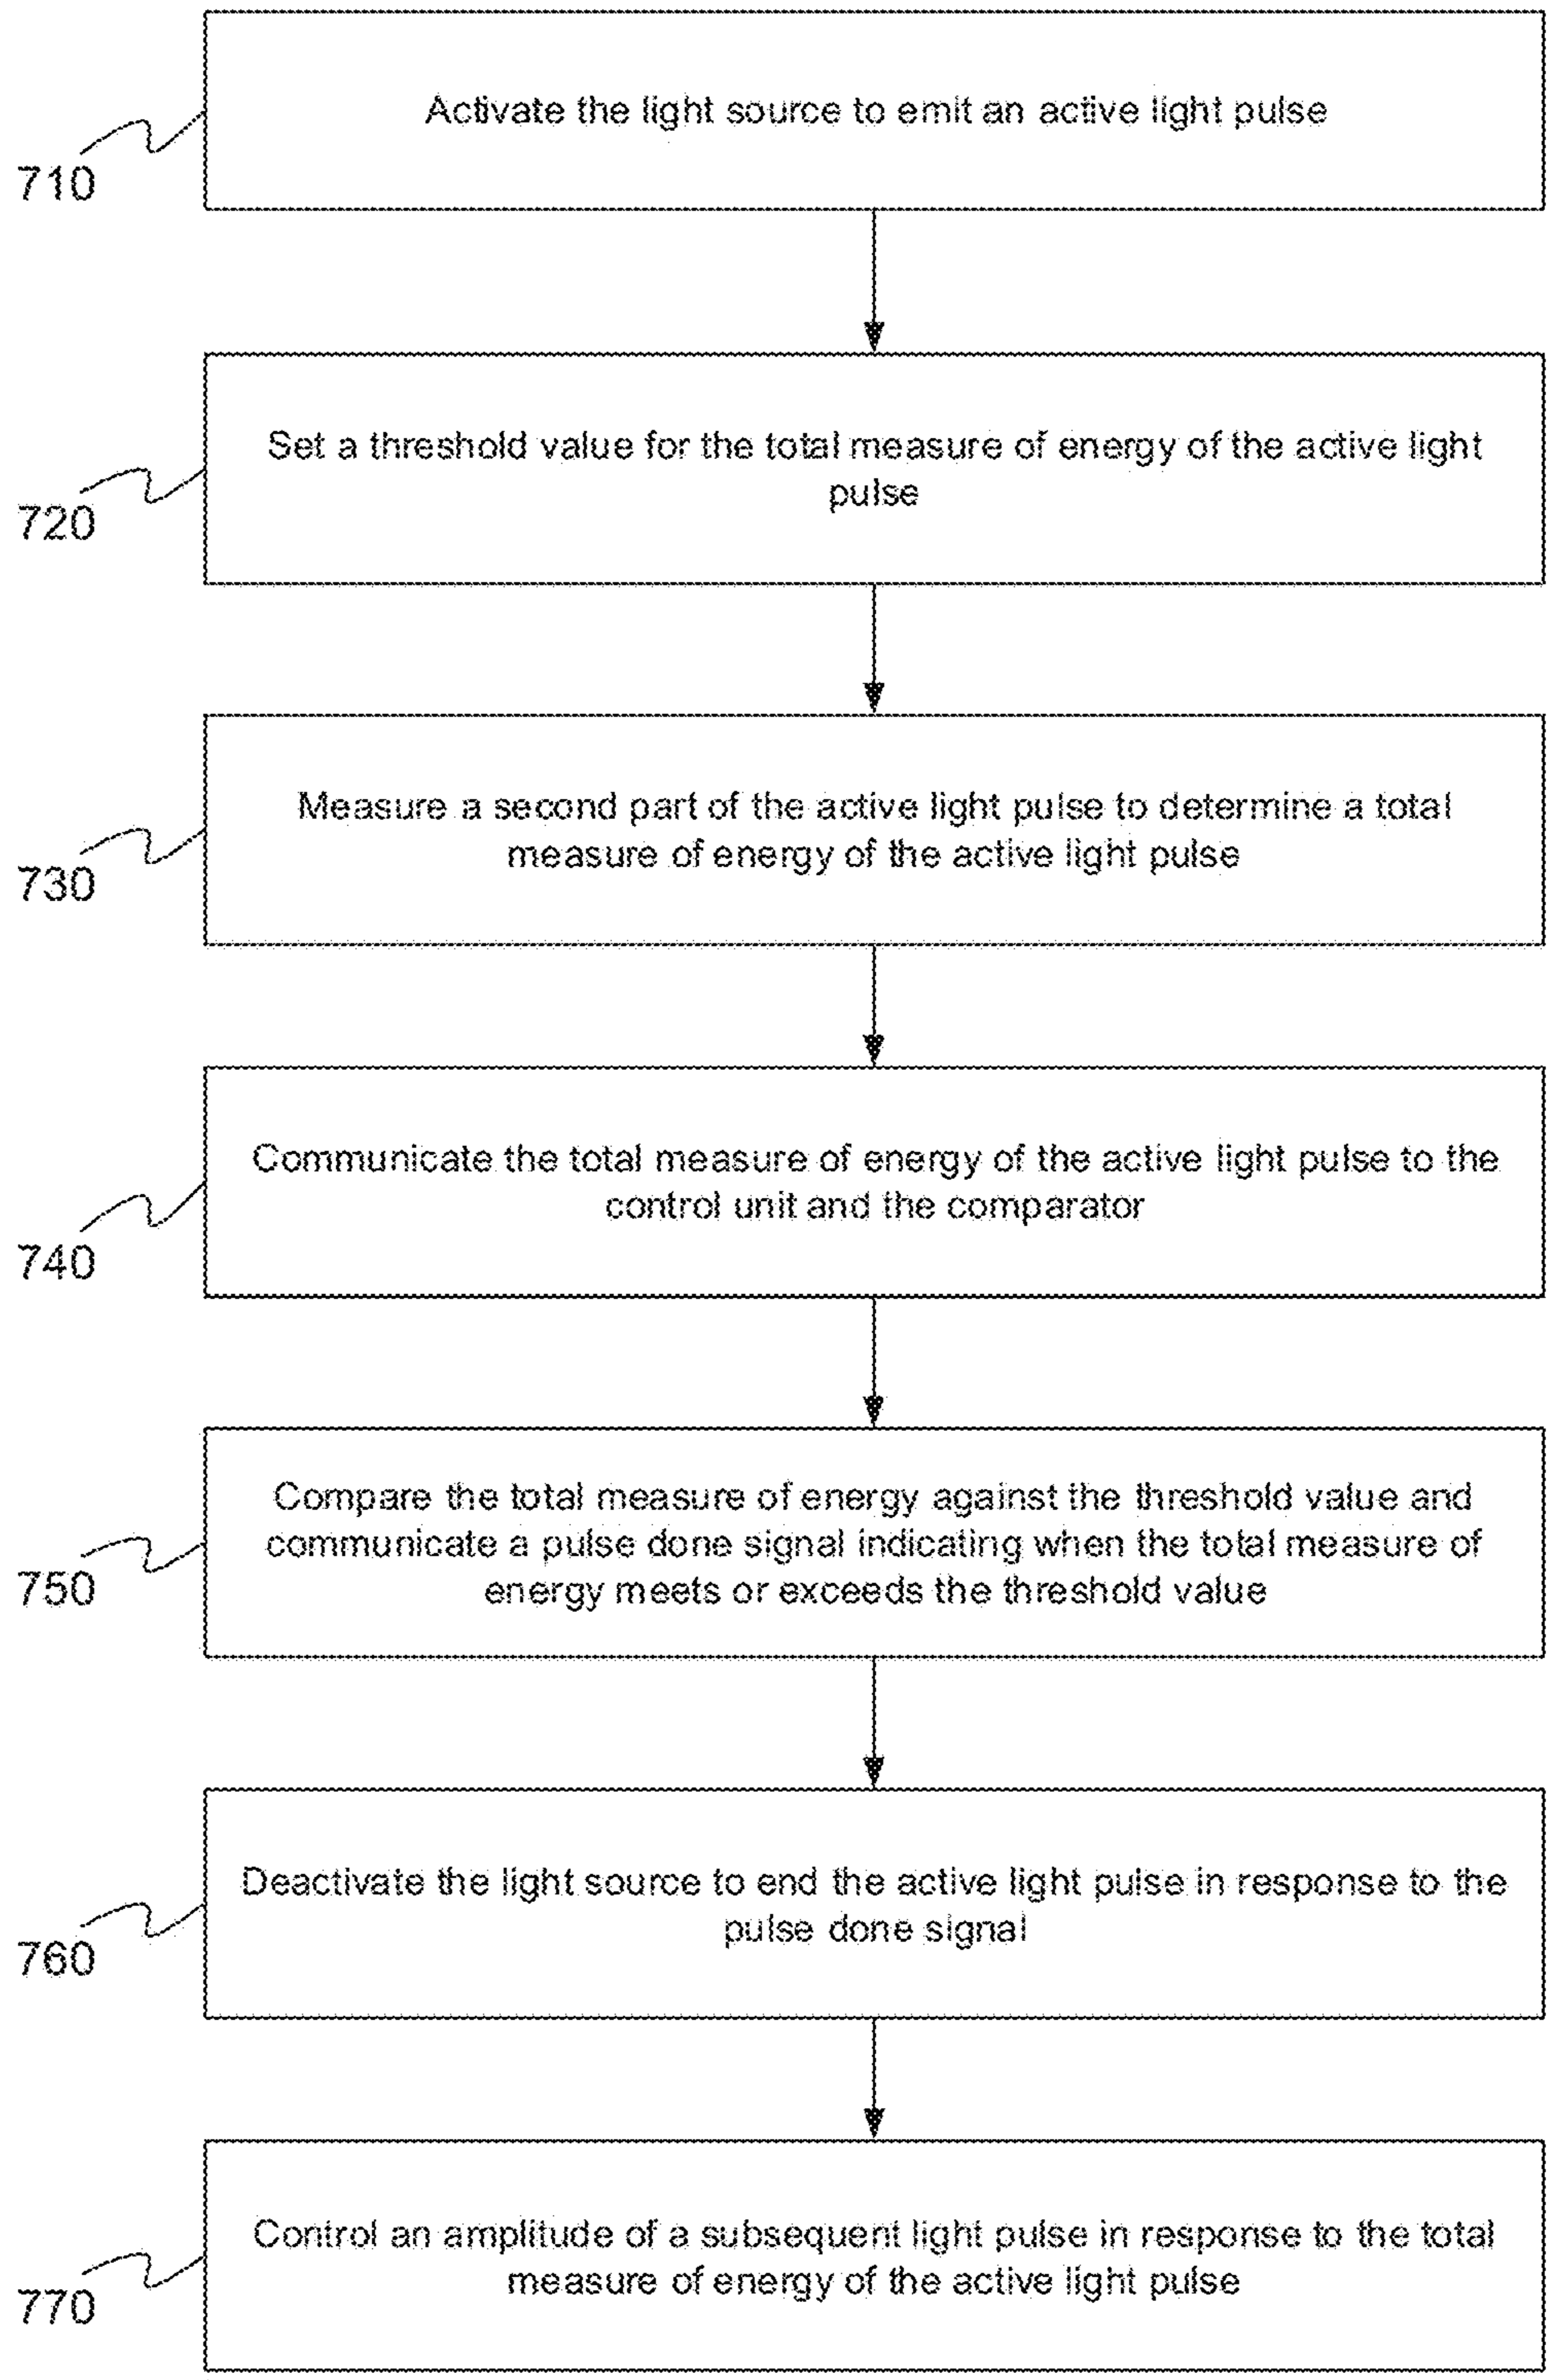 Activate the light source to emit an active light pulse
710
Set a threshold value for the total measure of energy of the active light
pulse
720
Measure a second part of the active light pulse to determine a total
measure of energy of the active light pulse
730
Communicate the total measure of energy of the active light pulse to the
control unit and the comparator
740
Compare the total measure of energy against the threshold value and
communicate a pulse done signal indicating when the total measure of
energy meets or exceeds the threshold value
750
Deactivate the light source to end the active light pulse in response to the
pulse done signal
760
Control an amplitude of a subsequent light pulse in response to the total
measure of energy of the active light pulse
770